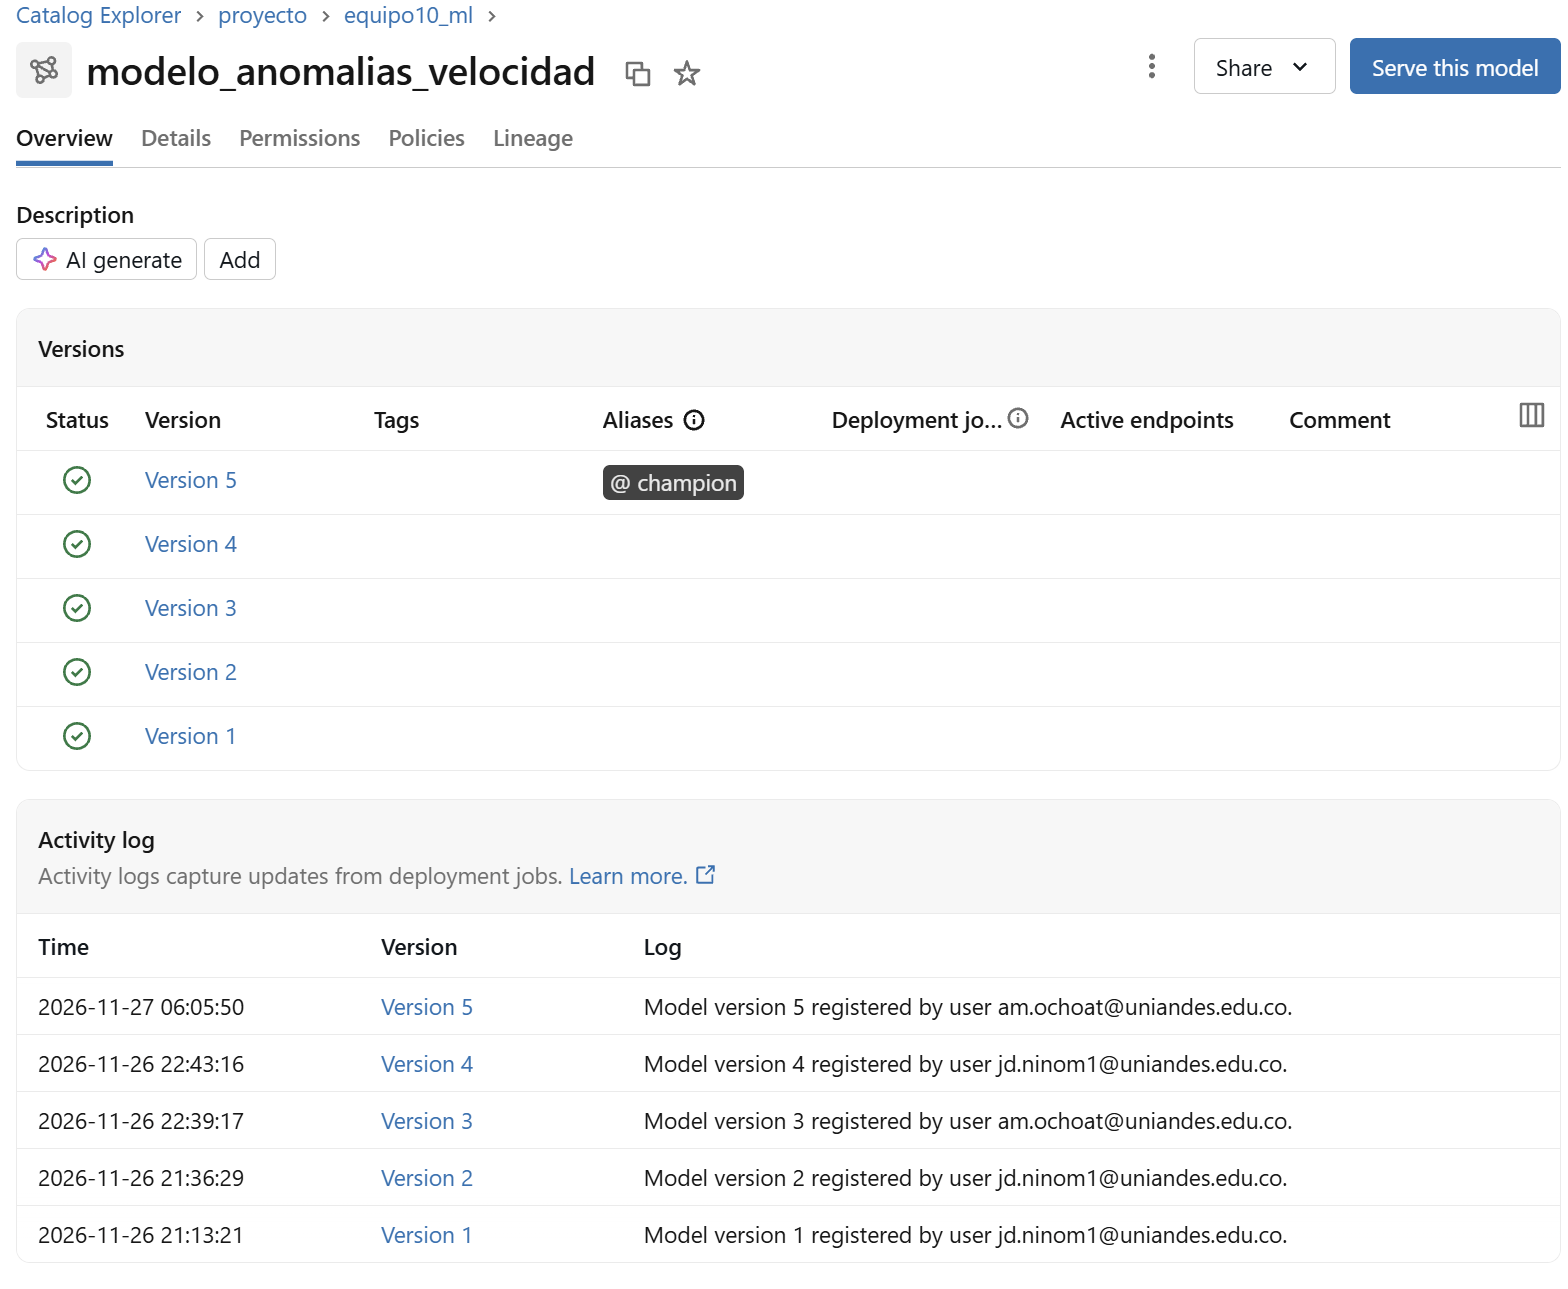 Catalog Explorer > proyecto > equipo10_ml >
modelo_anomalias_velocidad
Share
Serve this model
Overview Details Permissions Policies Lineage
Description
AI generate Add
Versions
Status Version Tags Aliases Deployment jo... Active endpoints Comment
Version 5 @ champion
Version 4
Version 3
Version 2
Version 1
Activity log
Activity logs capture updates from deployment jobs. Learn more.
Time Version Log
2026-11-27 06:05:50 Version 5 Model version 5 registered by user am.ochoat@uniandes.edu.co.
2026-11-26 22:43:16 Version 4 Model version 4 registered by user jd.ninom1@uniandes.edu.co.
2026-11-26 22:39:17 Version 3 Model version 3 registered by user am.ochoat@uniandes.edu.co.
2026-11-26 21:36:29 Version 2 Model version 2 registered by user jd.ninom1@uniandes.edu.co.
2026-11-26 21:13:21 Version 1 Model version 1 registered by user jd.ninom1@uniandes.edu.co.